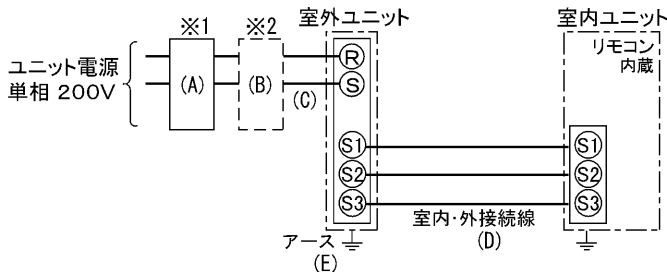 ※1
※2
室外ユニット
室内ユニット
ユニット電源
単相 200V
(A)
(B)
(C)
R
S
リモコン
内蔵
S1
S2
S3
S1
S2
S3
室内・外接続線
(D)
アース
(E)